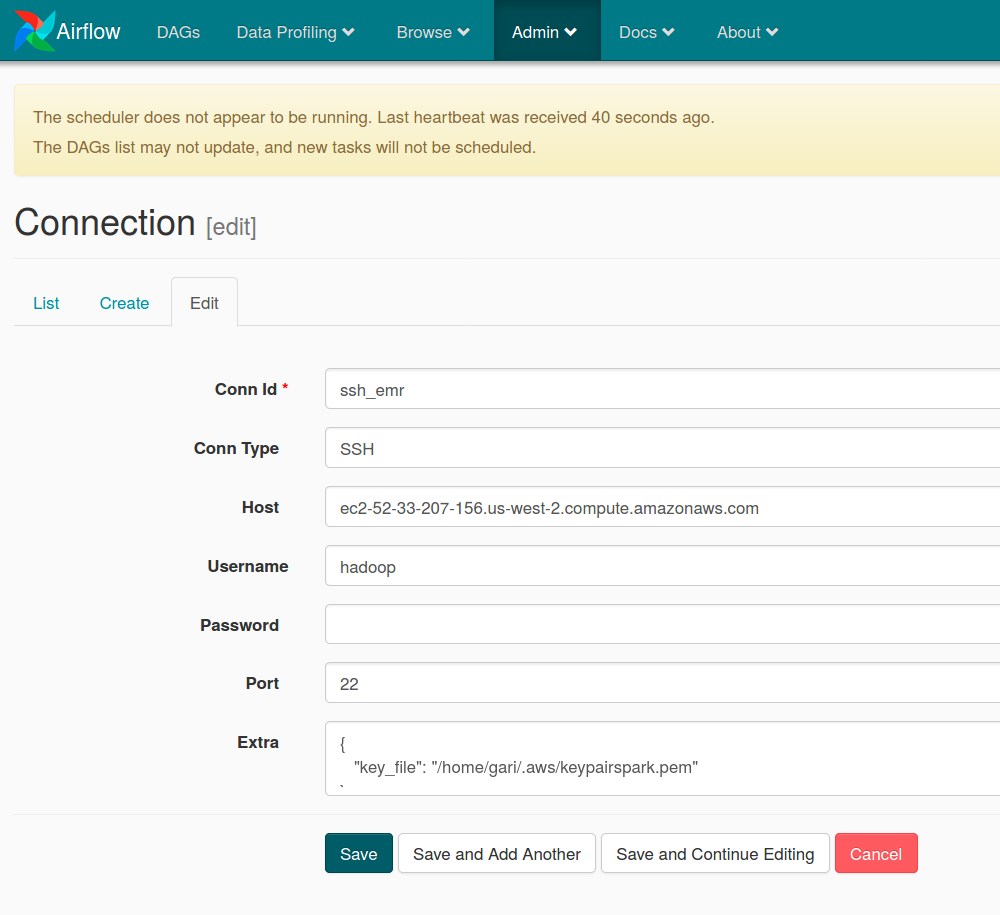 Airflow DAGs Data Profiling Browse Admin Docs About
The scheduler does not appear to be running. Last heartbeat was received 40 seconds ago.
The DAGs list may not update, and new tasks will not be scheduled.
Connection [edit]
List Create Edit
Conn Id * ssh_emr
Conn Type SSH
Host ec2-52-33-207-156.us-west-2.compute.amazonaws.com
Username hadoop
Password
Port 22
Extra {
"key_file": "/home/gari/.aws/keypairspark.pem"
Save Save and Add Another Save and Continue Editing Cancel